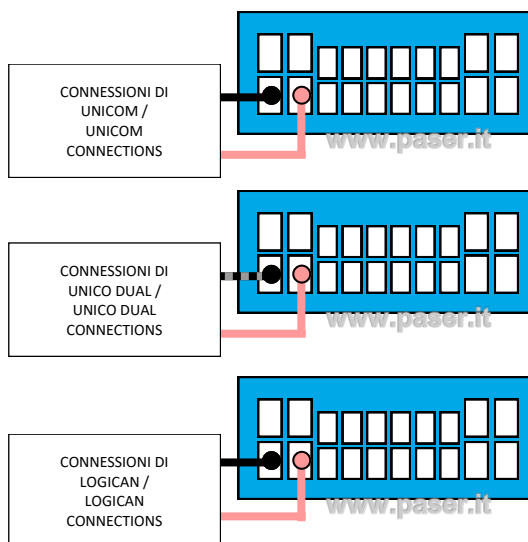 CONNESSIONI DI
UNICOM /
UNICOM
CONNECTIONS
www.paser.it
CONNESSIONI DI
UNICO DUAL /
UNICO DUAL
CONNECTIONS
www.paser.it
CONNESSIONI DI
LOGICAN /
LOGICAN
CONNECTIONS
www.paser.it